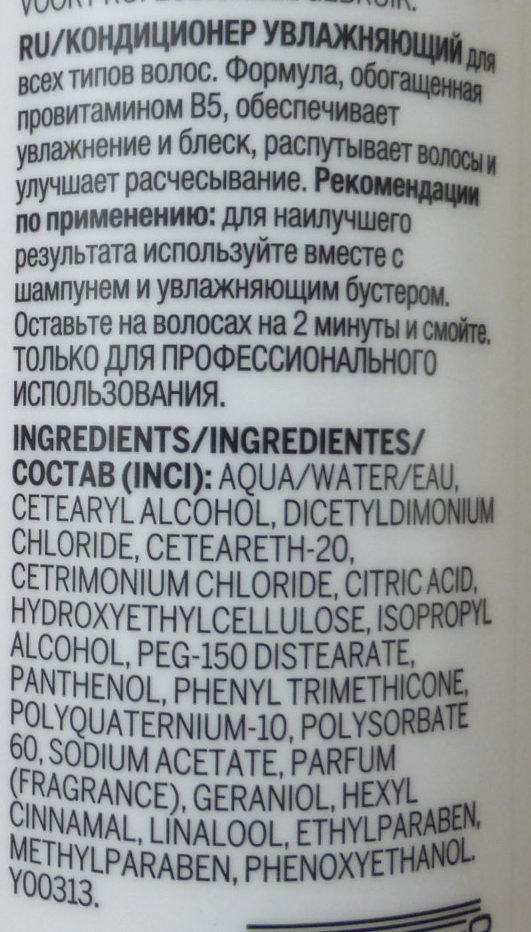 VOOR PROFESSIONEEL GEBRUIK.
RU/КОНДИЦИОНЕР УВЛАЖНЯЮЩИЙ для
всех типов волос. Формула, обогащенная
провитамином B5, обеспечивает
увлажнение и блеск, распутывает волосы и
улучшает расчесывание. Рекомендации
по применению: для наилучшего
результата используйте вместе с
шампунем и увлажняющим бустером.
Оставьте на волосах на 2 минуты и смойте.
ТОЛЬКО ДЛЯ ПРОФЕССИОНАЛЬНОГО
ИСПОЛЬЗОВАНИЯ.
INGREDIENTS/INGREDIENTES/
СОСТАВ (INCI): AQUA/WATER/EAU,
CETEARYL ALCOHOL, DICETYLDIMONIUM
CHLORIDE, CETEARETH-20,
CETRIMONIUM CHLORIDE, CITRIC ACID,
HYDROXYETHYLCELLULOSE, ISOPROPYL
ALCOHOL, PEG-150 DISTEARATE,
PANTHENOL, PHENYL TRIMETHICONE,
POLYQUATERNIUM-10, POLYSORBATE
60, SODIUM ACETATE, PARFUM
(FRAGRANCE), GERANIOL, HEXYL
CINNAMAL, LINALOOL, ETHYLPARABEN,
METHYLPARABEN, PHENOXYETHANOL.
Y00313.